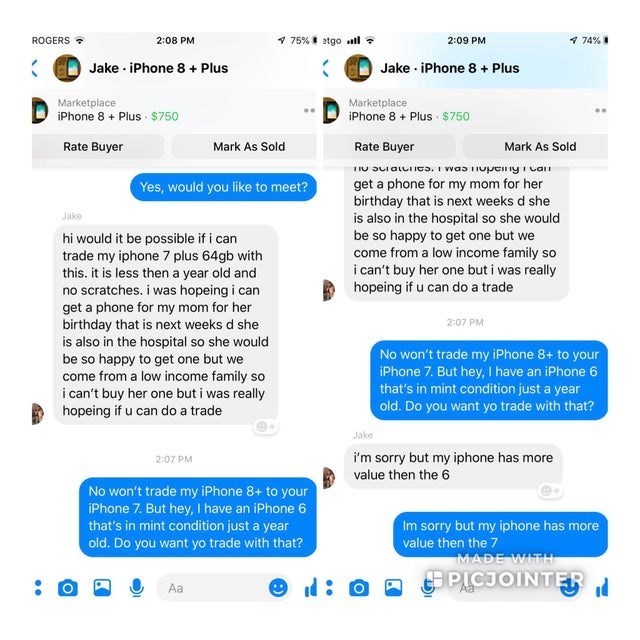 ROGERS 2:08 PM 75%
Jake · iPhone 8 + Plus
Marketplace
iPhone 8 + Plus · $750
Rate Buyer Mark As Sold
Yes, would you like to meet?
Jake
hi would it be possible if i can
trade my iphone 7 plus 64gb with
this. it is less then a year old and
no scratches. i was hopeing i can
get a phone for my mom for her
birthday that is next weeks d she
is also in the hospital so she would
be so happy to get one but we
come from a low income family so
i can't buy her one but i was really
hopeing if u can do a trade
2:07 PM
No won't trade my iPhone 8+ to your
iPhone 7. But hey, I have an iPhone 6
that's in mint condition just a year
old. Do you want yo trade with that?
Aa
etgo 2:09 PM 74%
Jake · iPhone 8 + Plus
Marketplace
iPhone 8 + Plus · $750
Rate Buyer Mark As Sold
no scratches. i was hopeing i can
get a phone for my mom for her
birthday that is next weeks d she
is also in the hospital so she would
be so happy to get one but we
come from a low income family so
i can't buy her one but i was really
hopeing if u can do a trade
2:07 PM
No won't trade my iPhone 8+ to your
iPhone 7. But hey, I have an iPhone 6
that's in mint condition just a year
old. Do you want yo trade with that?
Jake
i'm sorry but my iphone has more
value then the 6
Im sorry but my iphone has more
value then the 7
Aa
MADE WITH
PICJOINTER